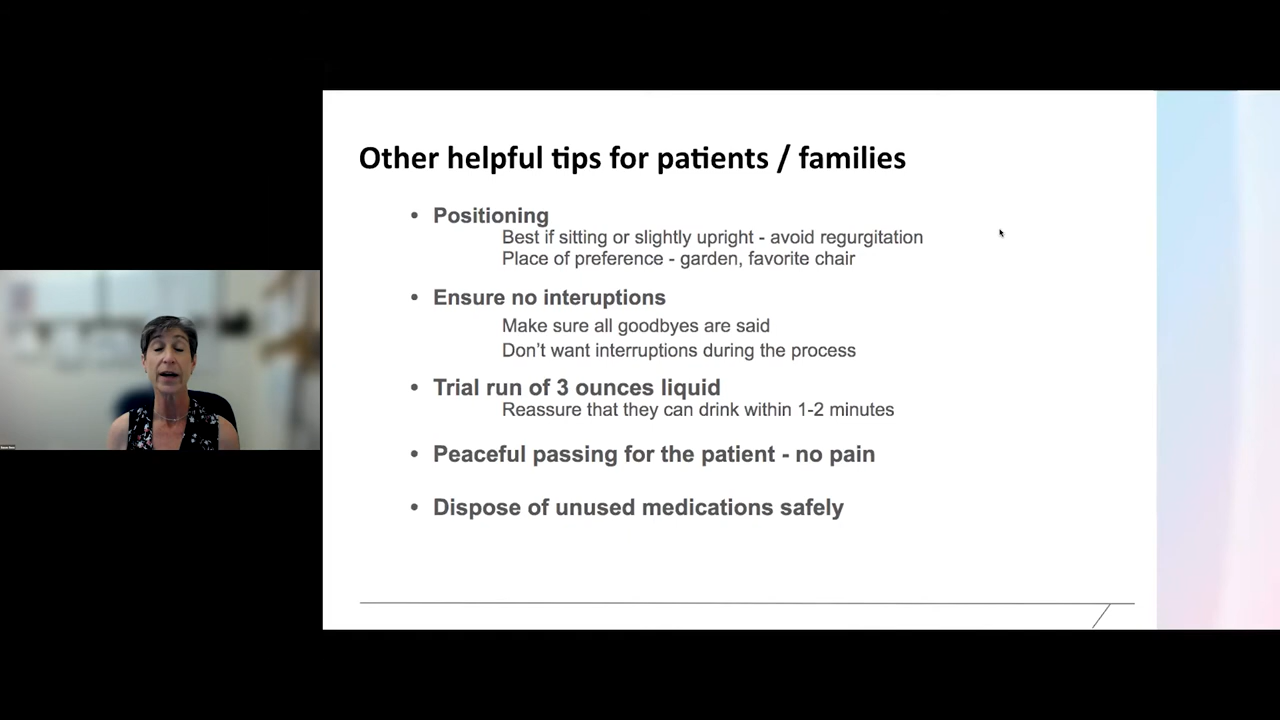 Other helpful tips for patients / families
• Positioning
Best if sitting or slightly upright - avoid regurgitation
Place of preference - garden, favorite chair
• Ensure no interuptions
Make sure all goodbyes are said
Don’t want interruptions during the process
• Trial run of 3 ounces liquid
Reassure that they can drink within 1-2 minutes
• Peaceful passing for the patient - no pain
• Dispose of unused medications safely